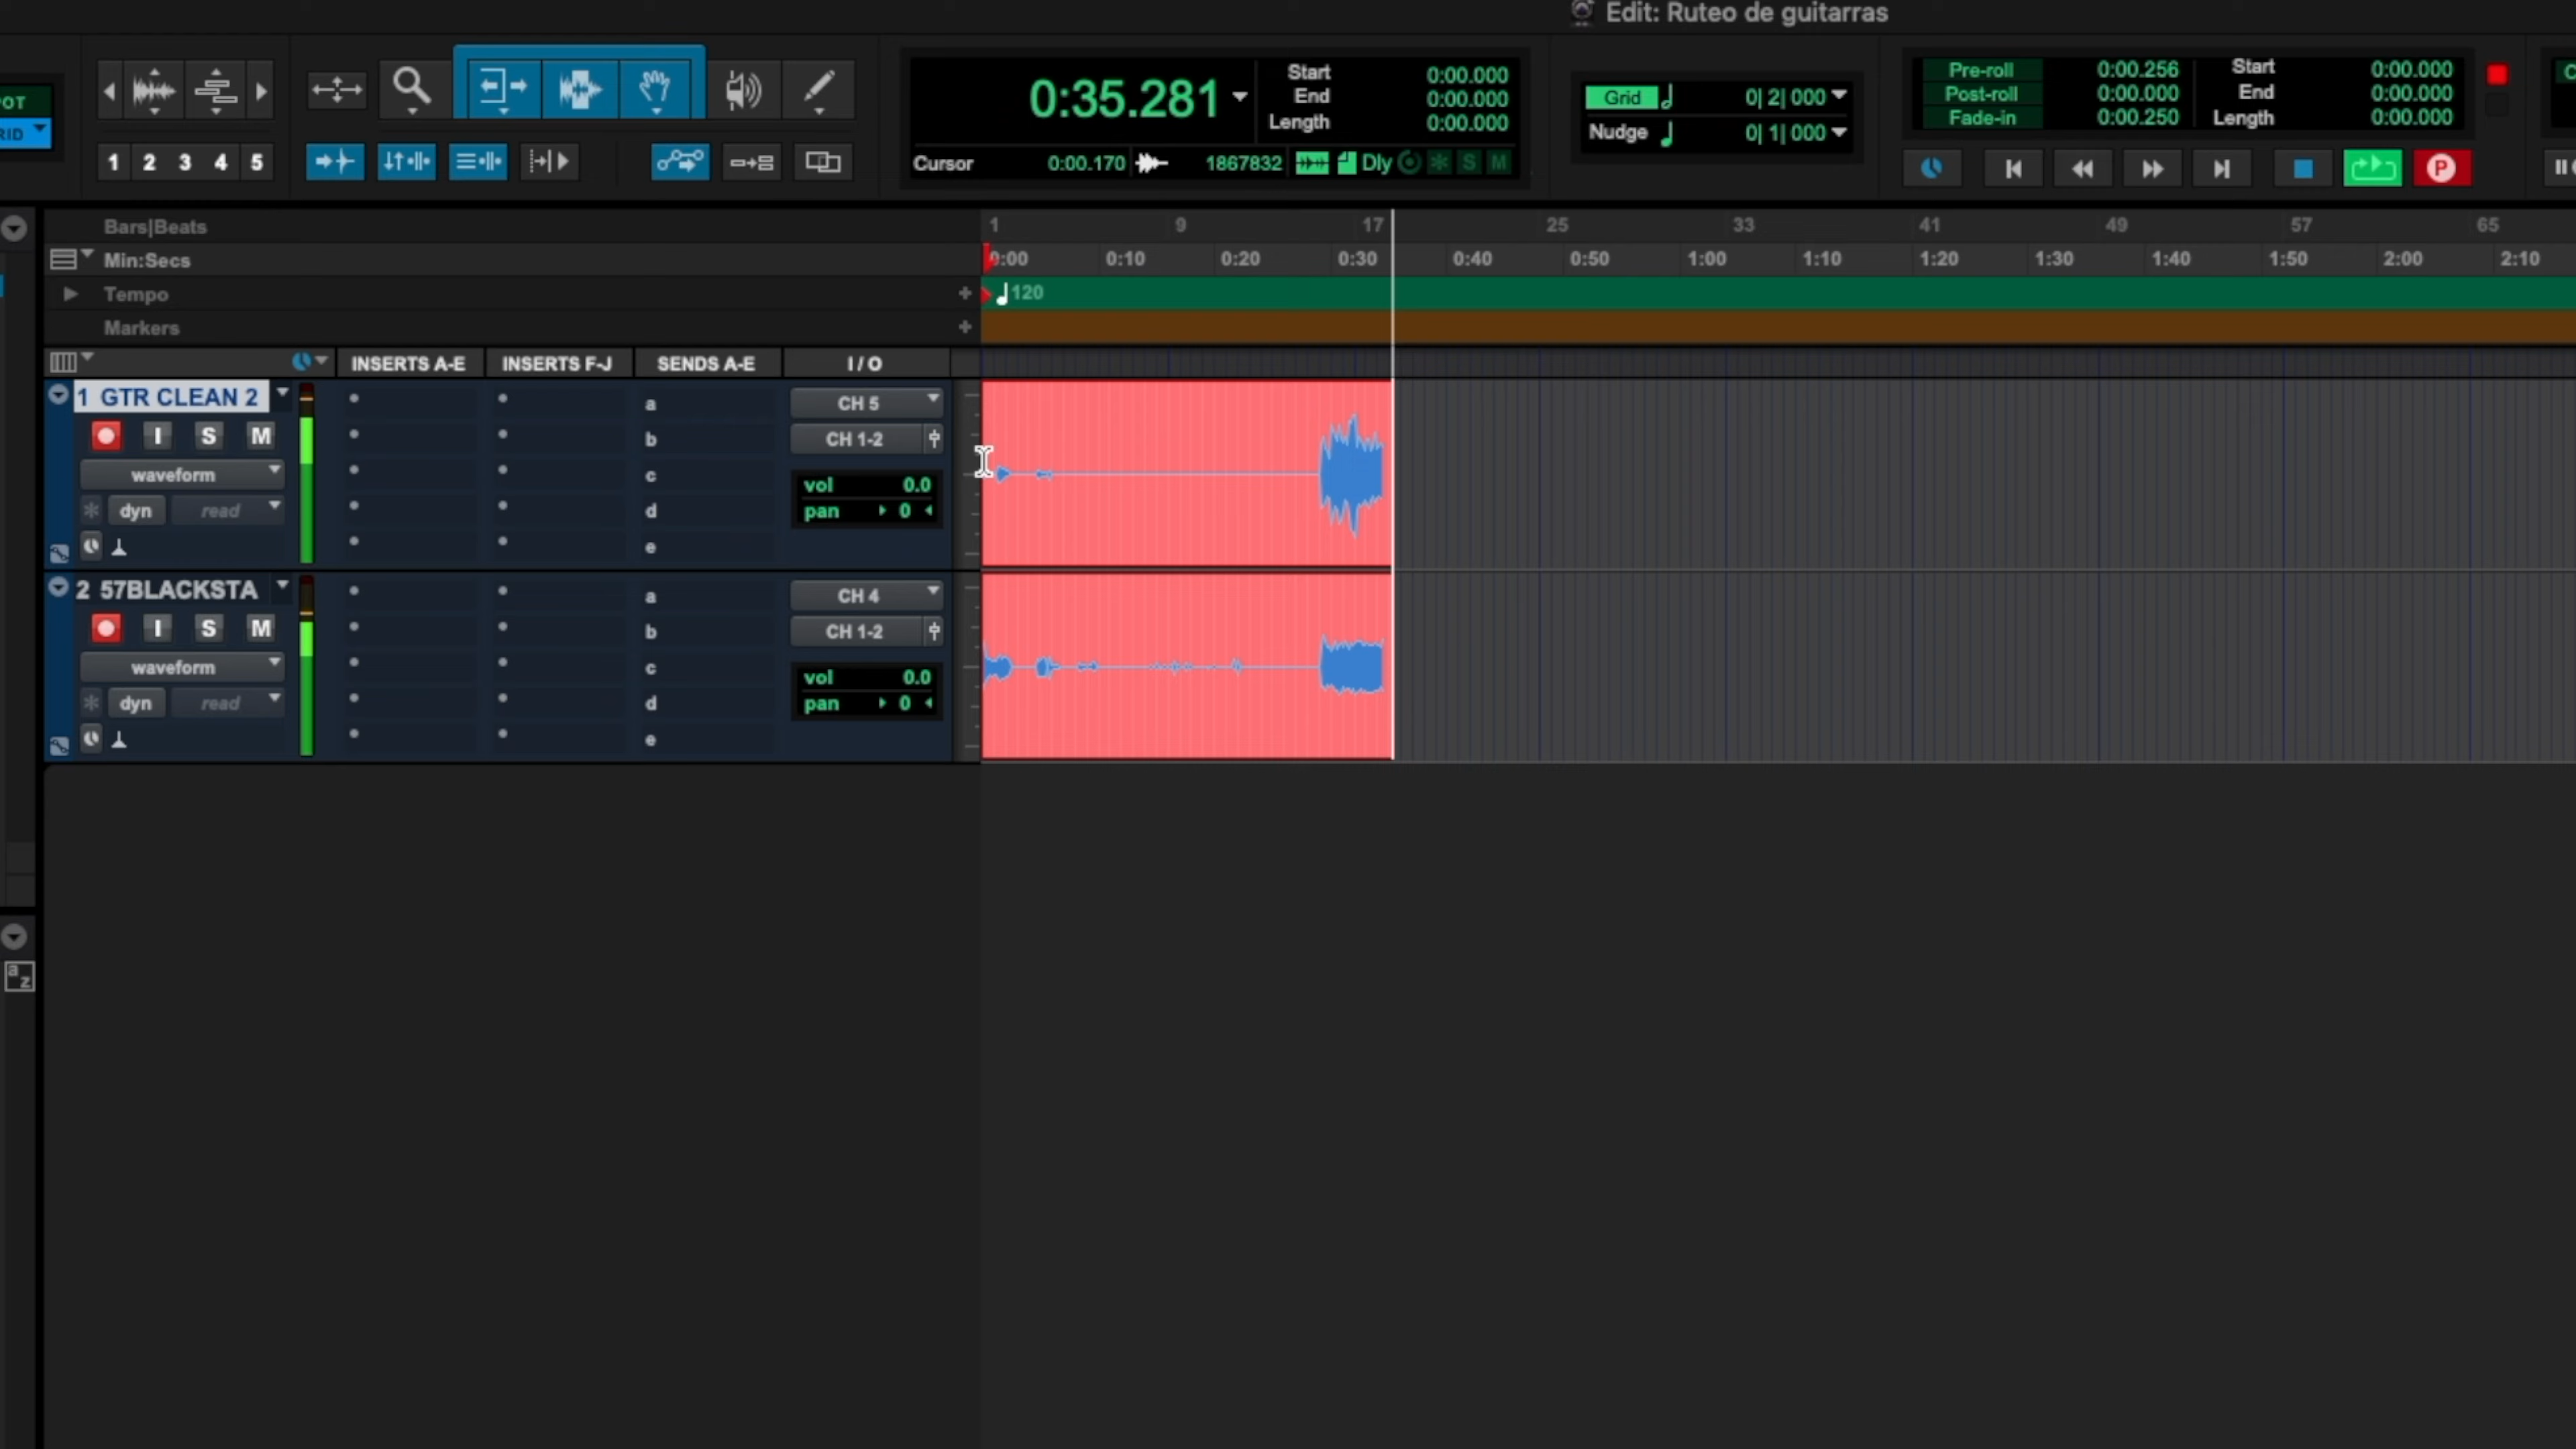 Edit: Ruteo de guitarras
POT
RID
1 2 3 4 5
0:35.281
Start 0:00.000
End 0:00.000
Length 0:00.000
Cursor 0:00.170 1867832 Dly S M
Grid 0| 2| 000
Nudge 0| 1| 000
Pre-roll 0:00.256
Post-roll 0:00.000
Fade-in 0:00.250
Start 0:00.000
End 0:00.000
Length 0:00.000
P
Bars|Beats 1 9 17 25 33 41 49 57 65
Min:Secs 0:00 0:10 0:20 0:30 0:40 0:50 1:00 1:10 1:20 1:30 1:40 1:50 2:00 2:10
Tempo + 120
Markers +
INSERTS A-E INSERTS F-J SENDS A-E I / O
1 GTR CLEAN 2
I S M
waveform
dyn read
a
b
c
d
e
CH 5
CH 1-2
vol 0.0
pan 0
2 57BLACKSTA
I S M
waveform
dyn read
a
b
c
d
e
CH 4
CH 1-2
vol 0.0
pan 0
a z